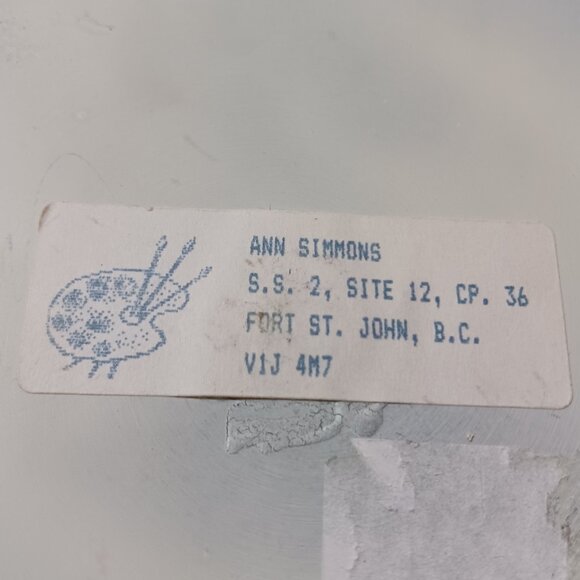 ANN SIMMONS
S.S. 2, SITE 12, CP. 36
FORT ST. JOHN, B.C.
V1J 4M7